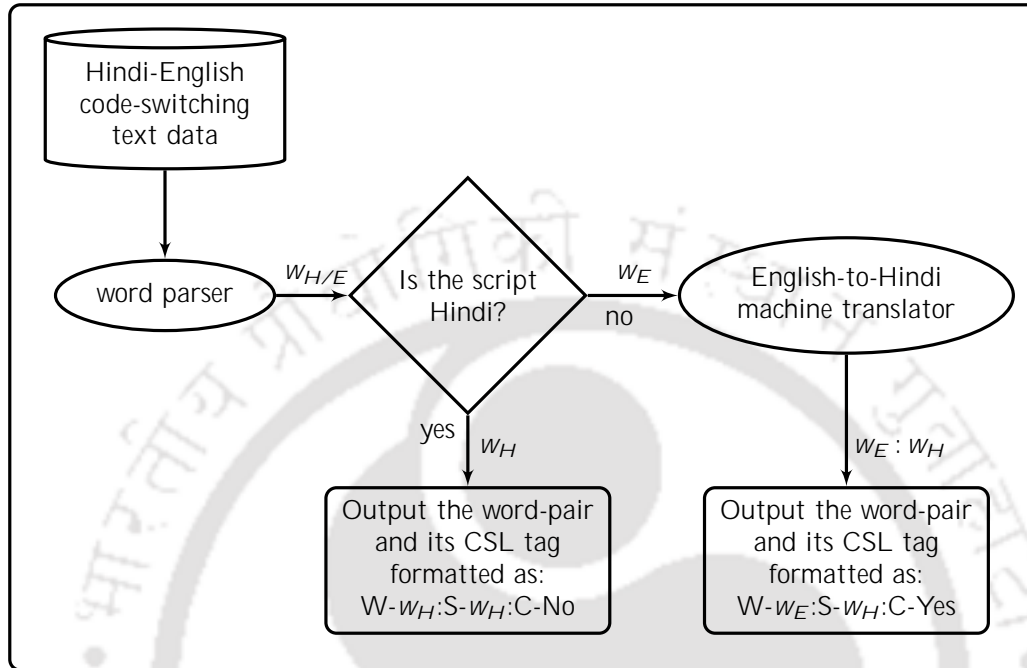 Hindi-English
code-switching
text data
word parser
w_{H/E}
Is the script
Hindi?
w_E
no
English-to-Hindi
machine translator
yes
w_H
w_E : w_H
Output the word-pair
and its CSL tag
formatted as:
W-w_H:S-w_H:C-No
Output the word-pair
and its CSL tag
formatted as:
W-w_E:S-w_H:C-Yes
भारतीय प्रौद्योगिकी संस्थान गुवाहाटी